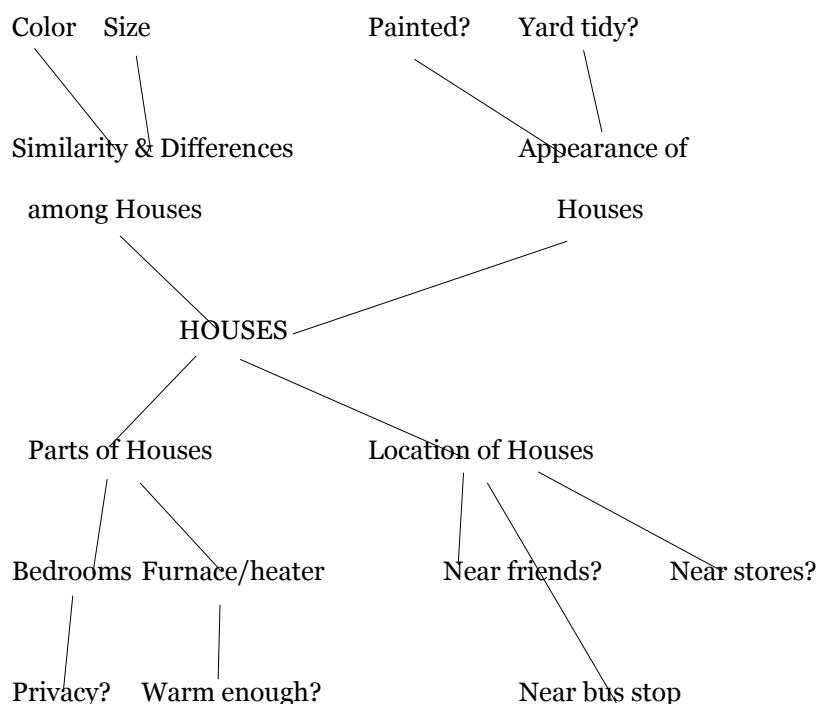 Color Size Painted? Yard tidy?
Similarity & Differences Appearance of
among Houses Houses
HOUSES
Parts of Houses Location of Houses
Bedrooms Furnace/heater Near friends? Near stores?
Privacy? Warm enough? Near bus stop